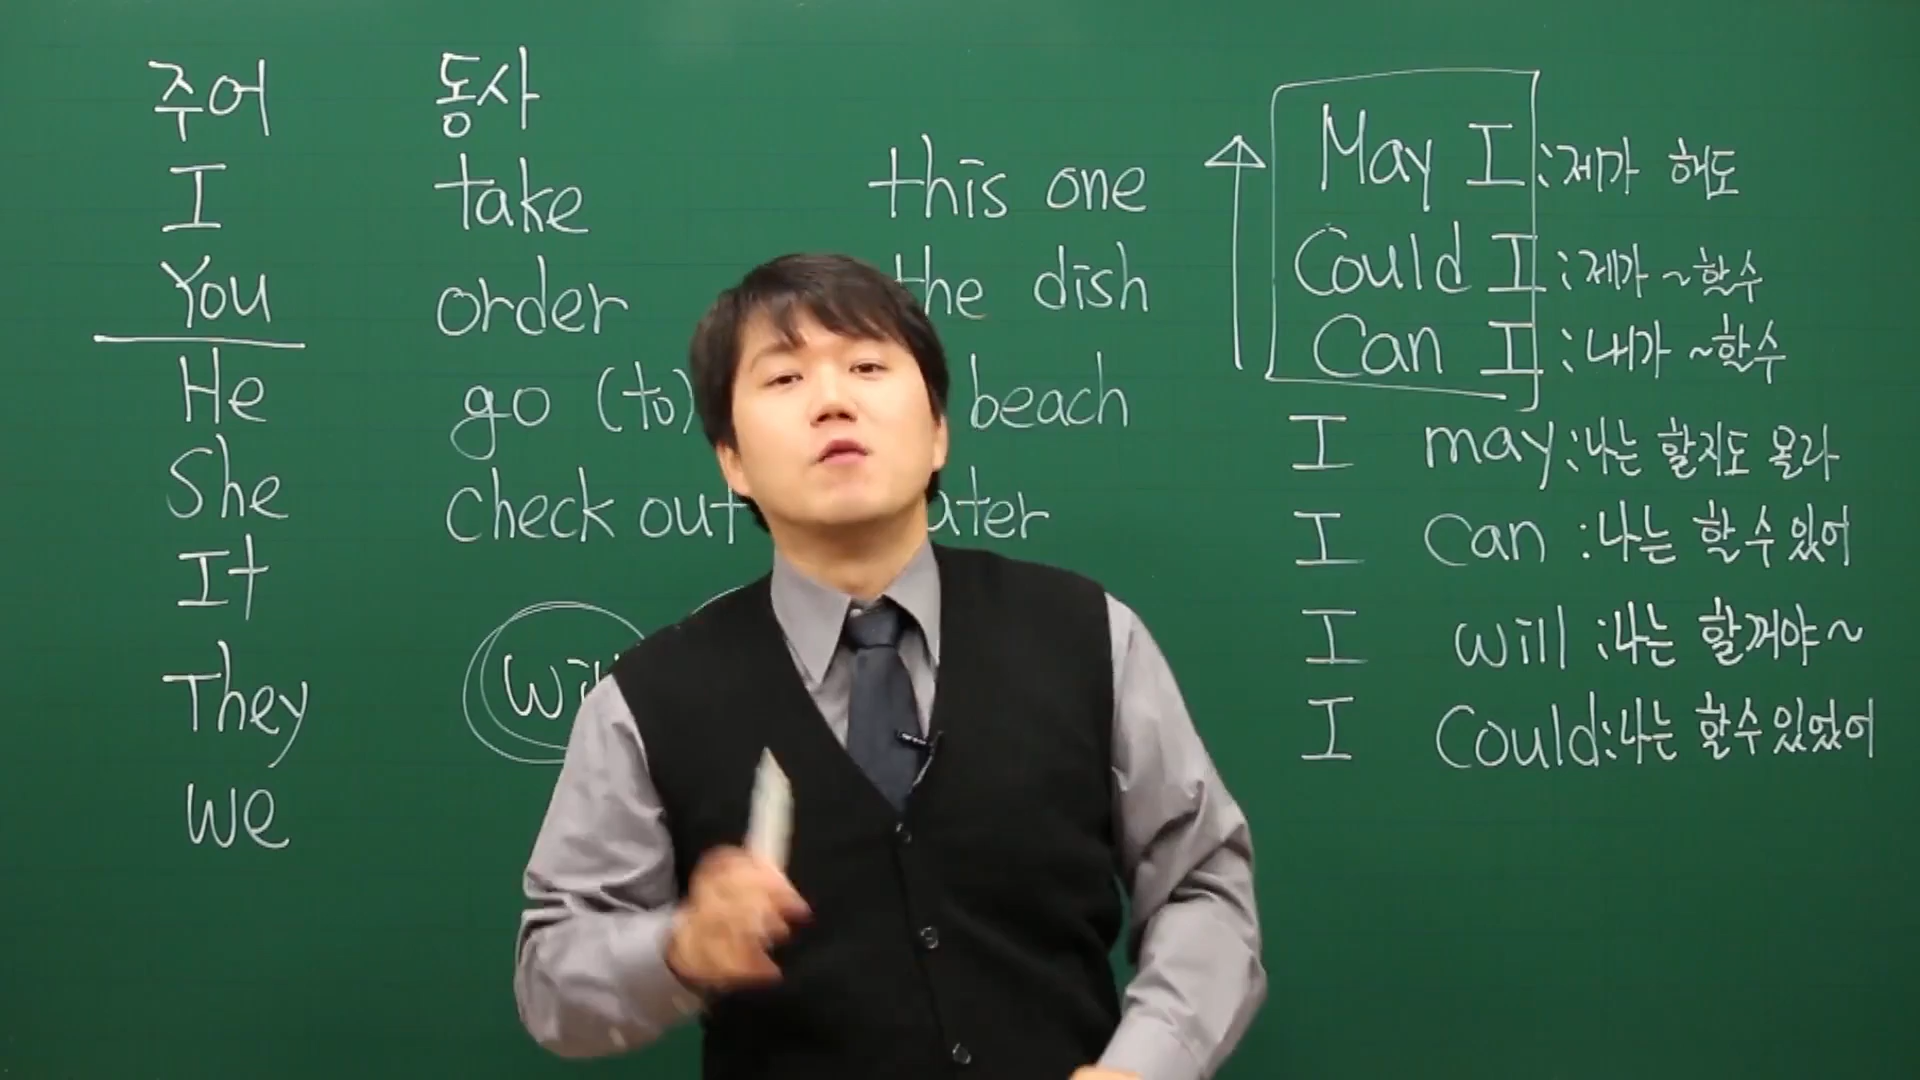 주어 동사
I take this one
You order the dish
He go (to) beach
She check out
It
They
we
May I :제가 해도
Could I :제가 ~할수
Can I :내가 ~할수
I may :나는 할지도 몰라
I can :나는 할 수 있어
I will :나는 할꺼야~
I Could :나는 할수 있었어